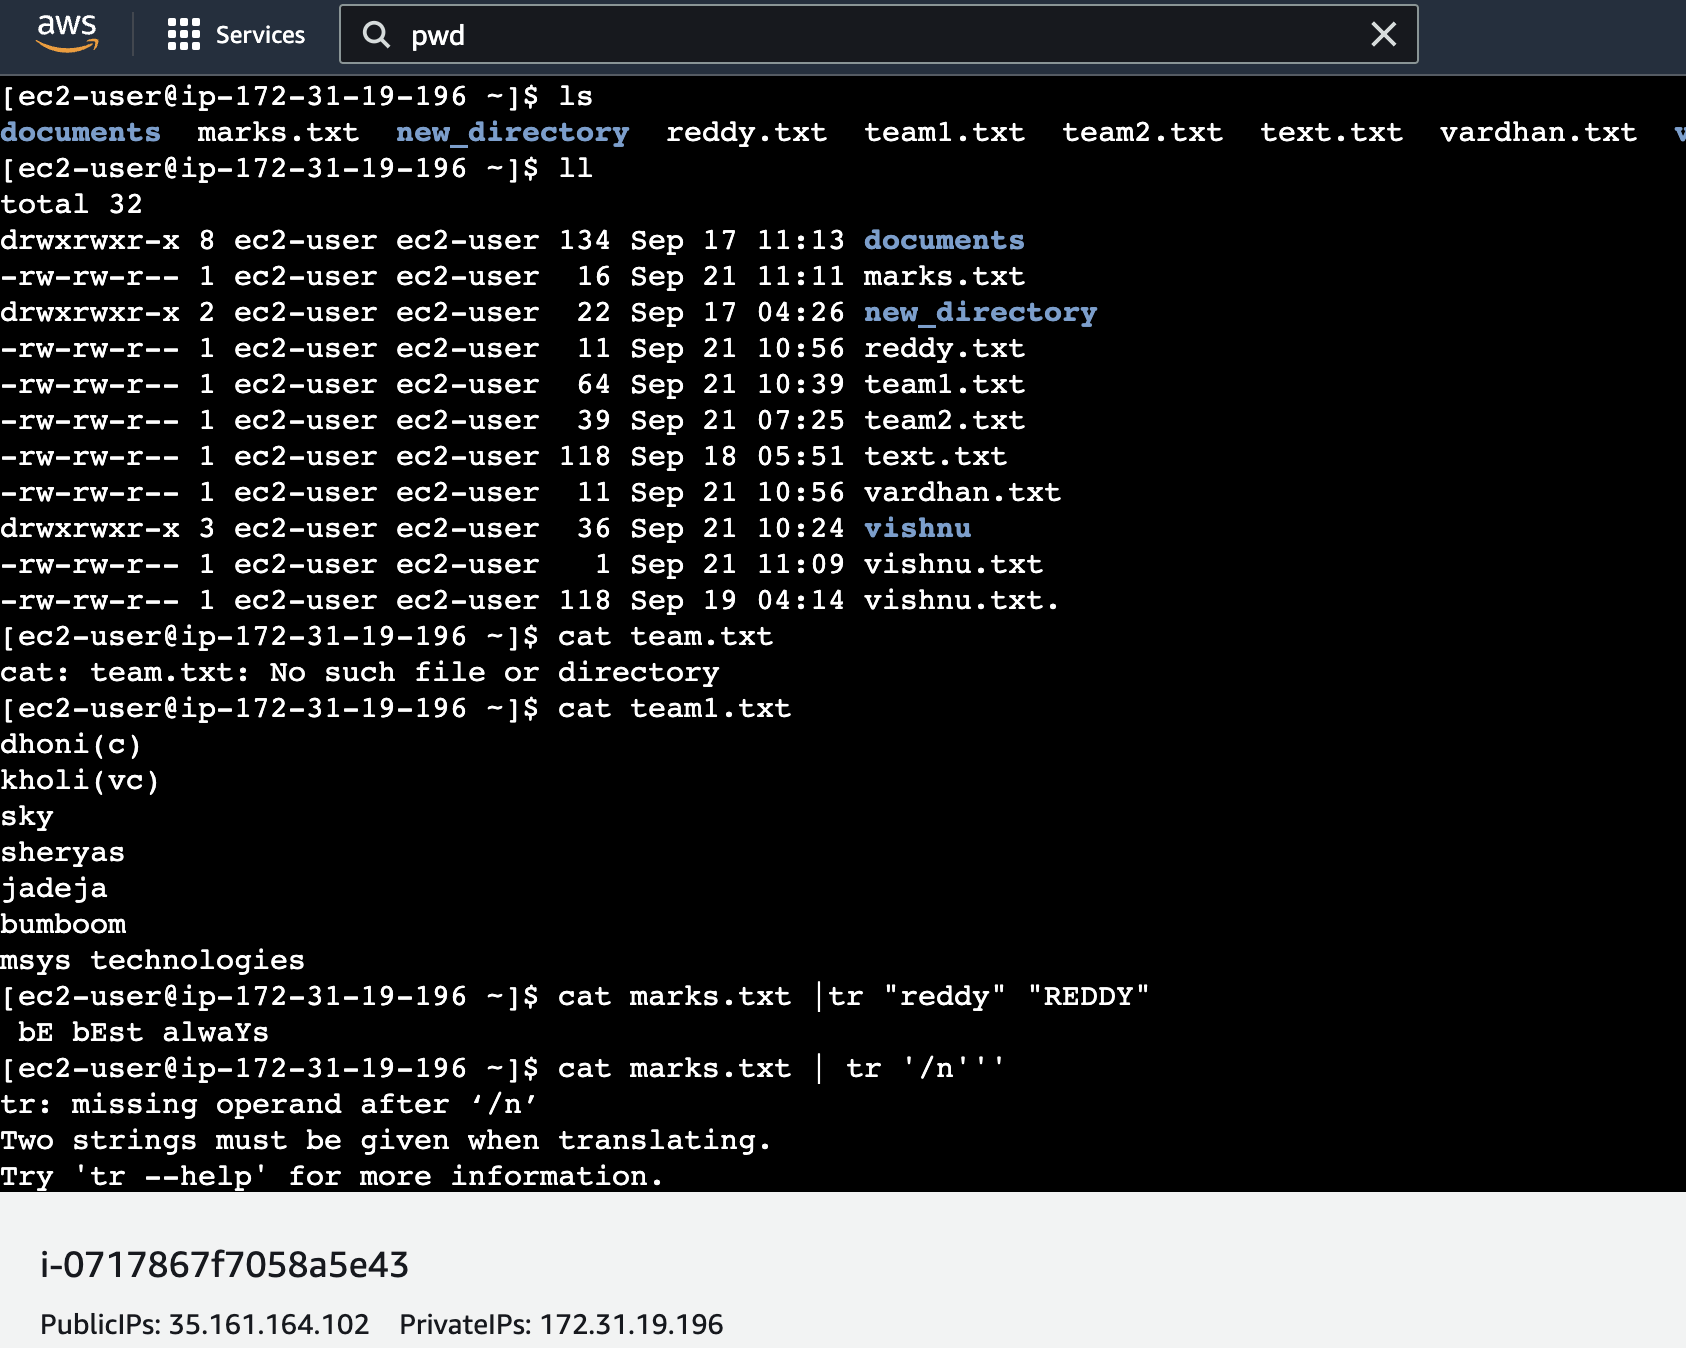 aws Services pwd
[ec2-user@ip-172-31-19-196 ~]$ ls
documents marks.txt new_directory reddy.txt team1.txt team2.txt text.txt vardhan.txt
[ec2-user@ip-172-31-19-196 ~]$ ll
total 32
drwxrwxr-x 8 ec2-user ec2-user 134 Sep 17 11:13 documents
-rw-rw-r-- 1 ec2-user ec2-user 16 Sep 21 11:11 marks.txt
drwxrwxr-x 2 ec2-user ec2-user 22 Sep 17 04:26 new_directory
-rw-rw-r-- 1 ec2-user ec2-user 11 Sep 21 10:56 reddy.txt
-rw-rw-r-- 1 ec2-user ec2-user 64 Sep 21 10:39 team1.txt
-rw-rw-r-- 1 ec2-user ec2-user 39 Sep 21 07:25 team2.txt
-rw-rw-r-- 1 ec2-user ec2-user 118 Sep 18 05:51 text.txt
-rw-rw-r-- 1 ec2-user ec2-user 11 Sep 21 10:56 vardhan.txt
drwxrwxr-x 3 ec2-user ec2-user 36 Sep 21 10:24 vishnu
-rw-rw-r-- 1 ec2-user ec2-user 1 Sep 21 11:09 vishnu.txt
-rw-rw-r-- 1 ec2-user ec2-user 118 Sep 19 04:14 vishnu.txt.
[ec2-user@ip-172-31-19-196 ~]$ cat team.txt
cat: team.txt: No such file or directory
[ec2-user@ip-172-31-19-196 ~]$ cat team1.txt
dhoni(c)
kholi(vc)
sky
sheryas
jadeja
bumboom
msys technologies
[ec2-user@ip-172-31-19-196 ~]$ cat marks.txt |tr "reddy" "REDDY"
bE bEst alwaYs
[ec2-user@ip-172-31-19-196 ~]$ cat marks.txt | tr '/n'''
tr: missing operand after ‘/n’
Two strings must be given when translating.
Try 'tr --help' for more information.
i-0717867f7058a5e43
PublicIPs: 35.161.164.102 PrivateIPs: 172.31.19.196